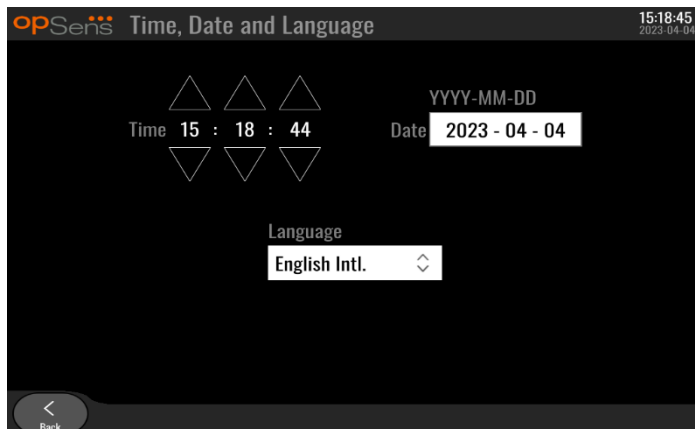 opSens Time, Date and Language 15:18:45
2023-04-04
YYYY-MM-DD
Time 15 : 18 : 44 Date 2023 - 04 - 04
Language
English Intl.
Back